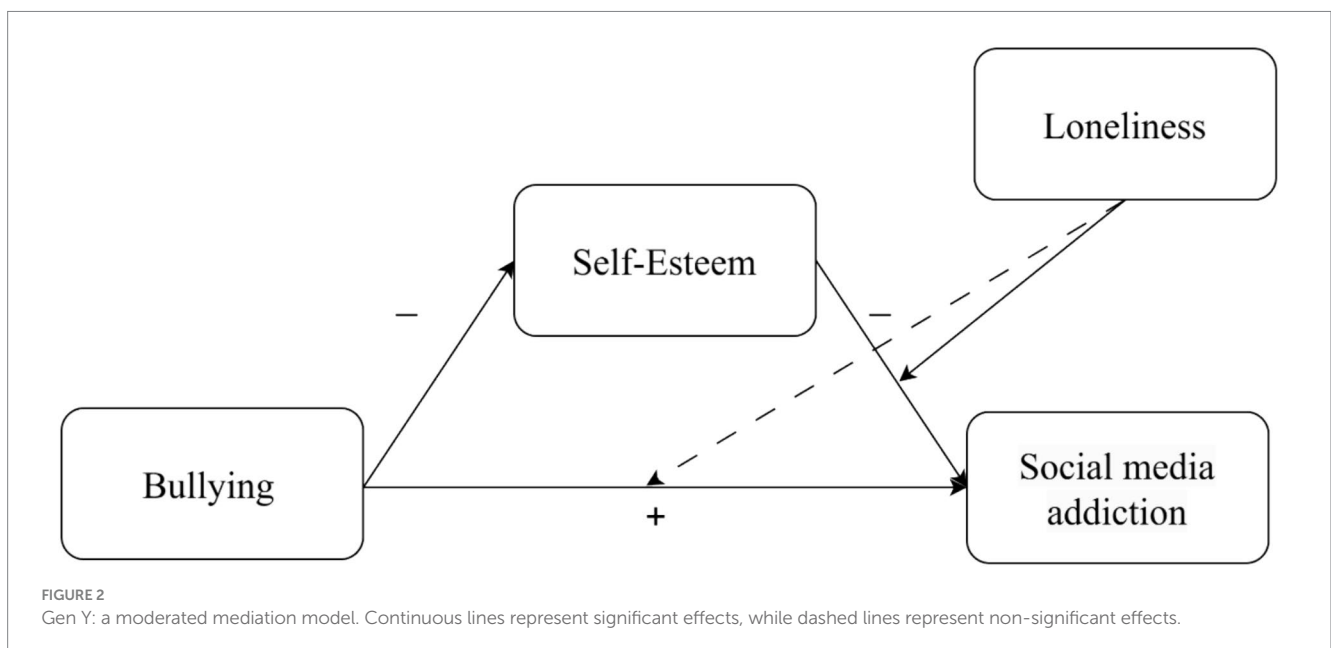 Loneliness
Self-Esteem
–
–
Bullying
Social media
addiction
+
FIGURE 2
Gen Y: a moderated mediation model. Continuous lines represent significant effects, while dashed lines represent non-significant effects.